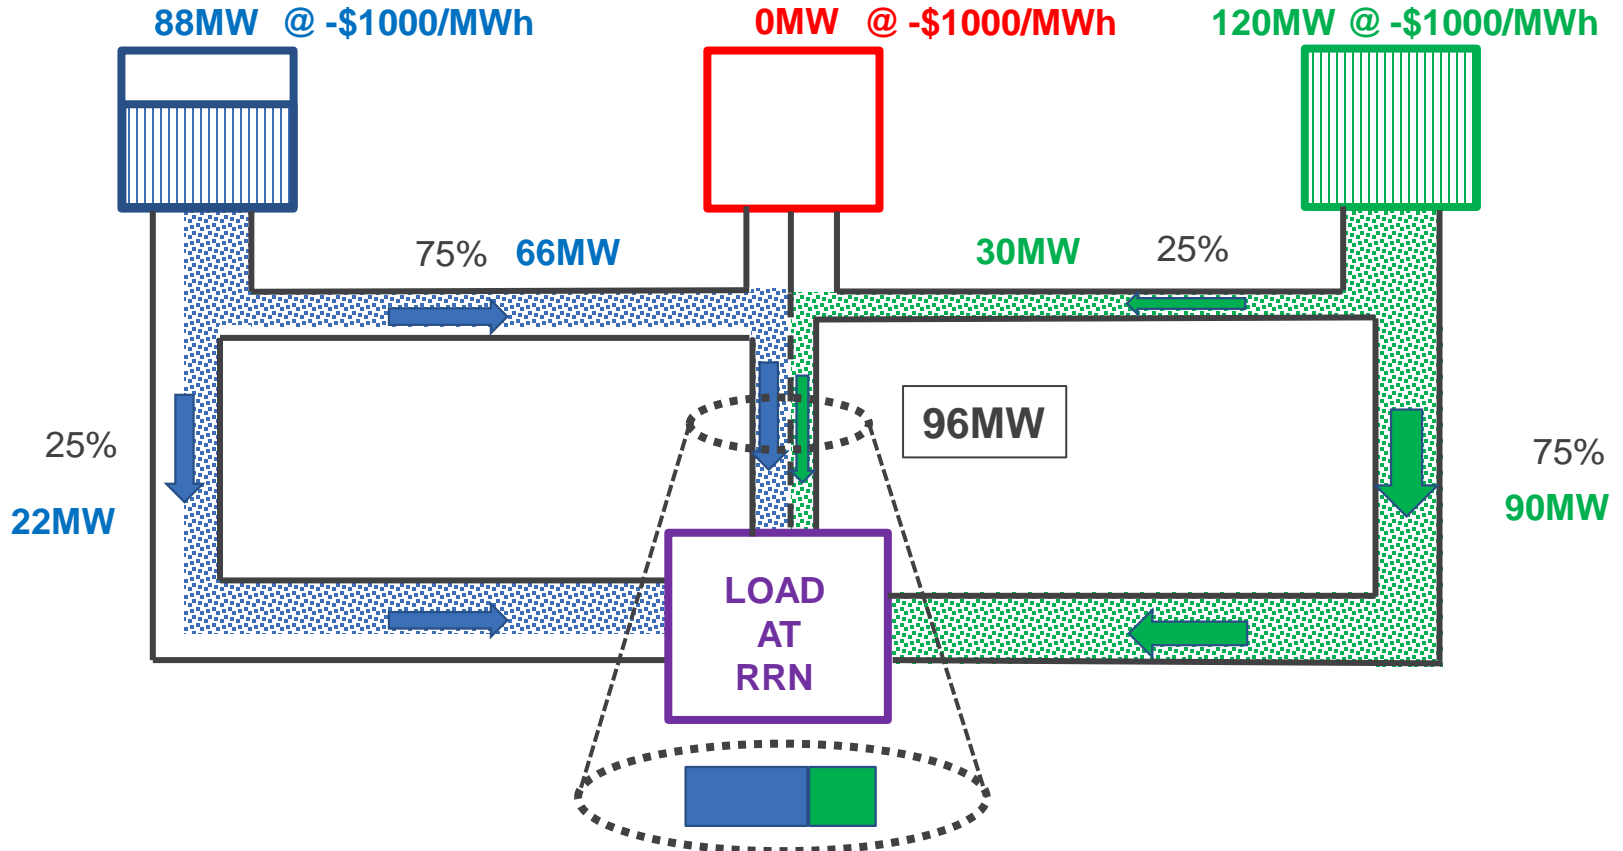 88MW @ -$1000/MWh
0MW @ -$1000/MWh
120MW @ -$1000/MWh
75% 66MW
30MW 25%
25%
22MW
96MW
75%
90MW
LOAD
AT
RRN